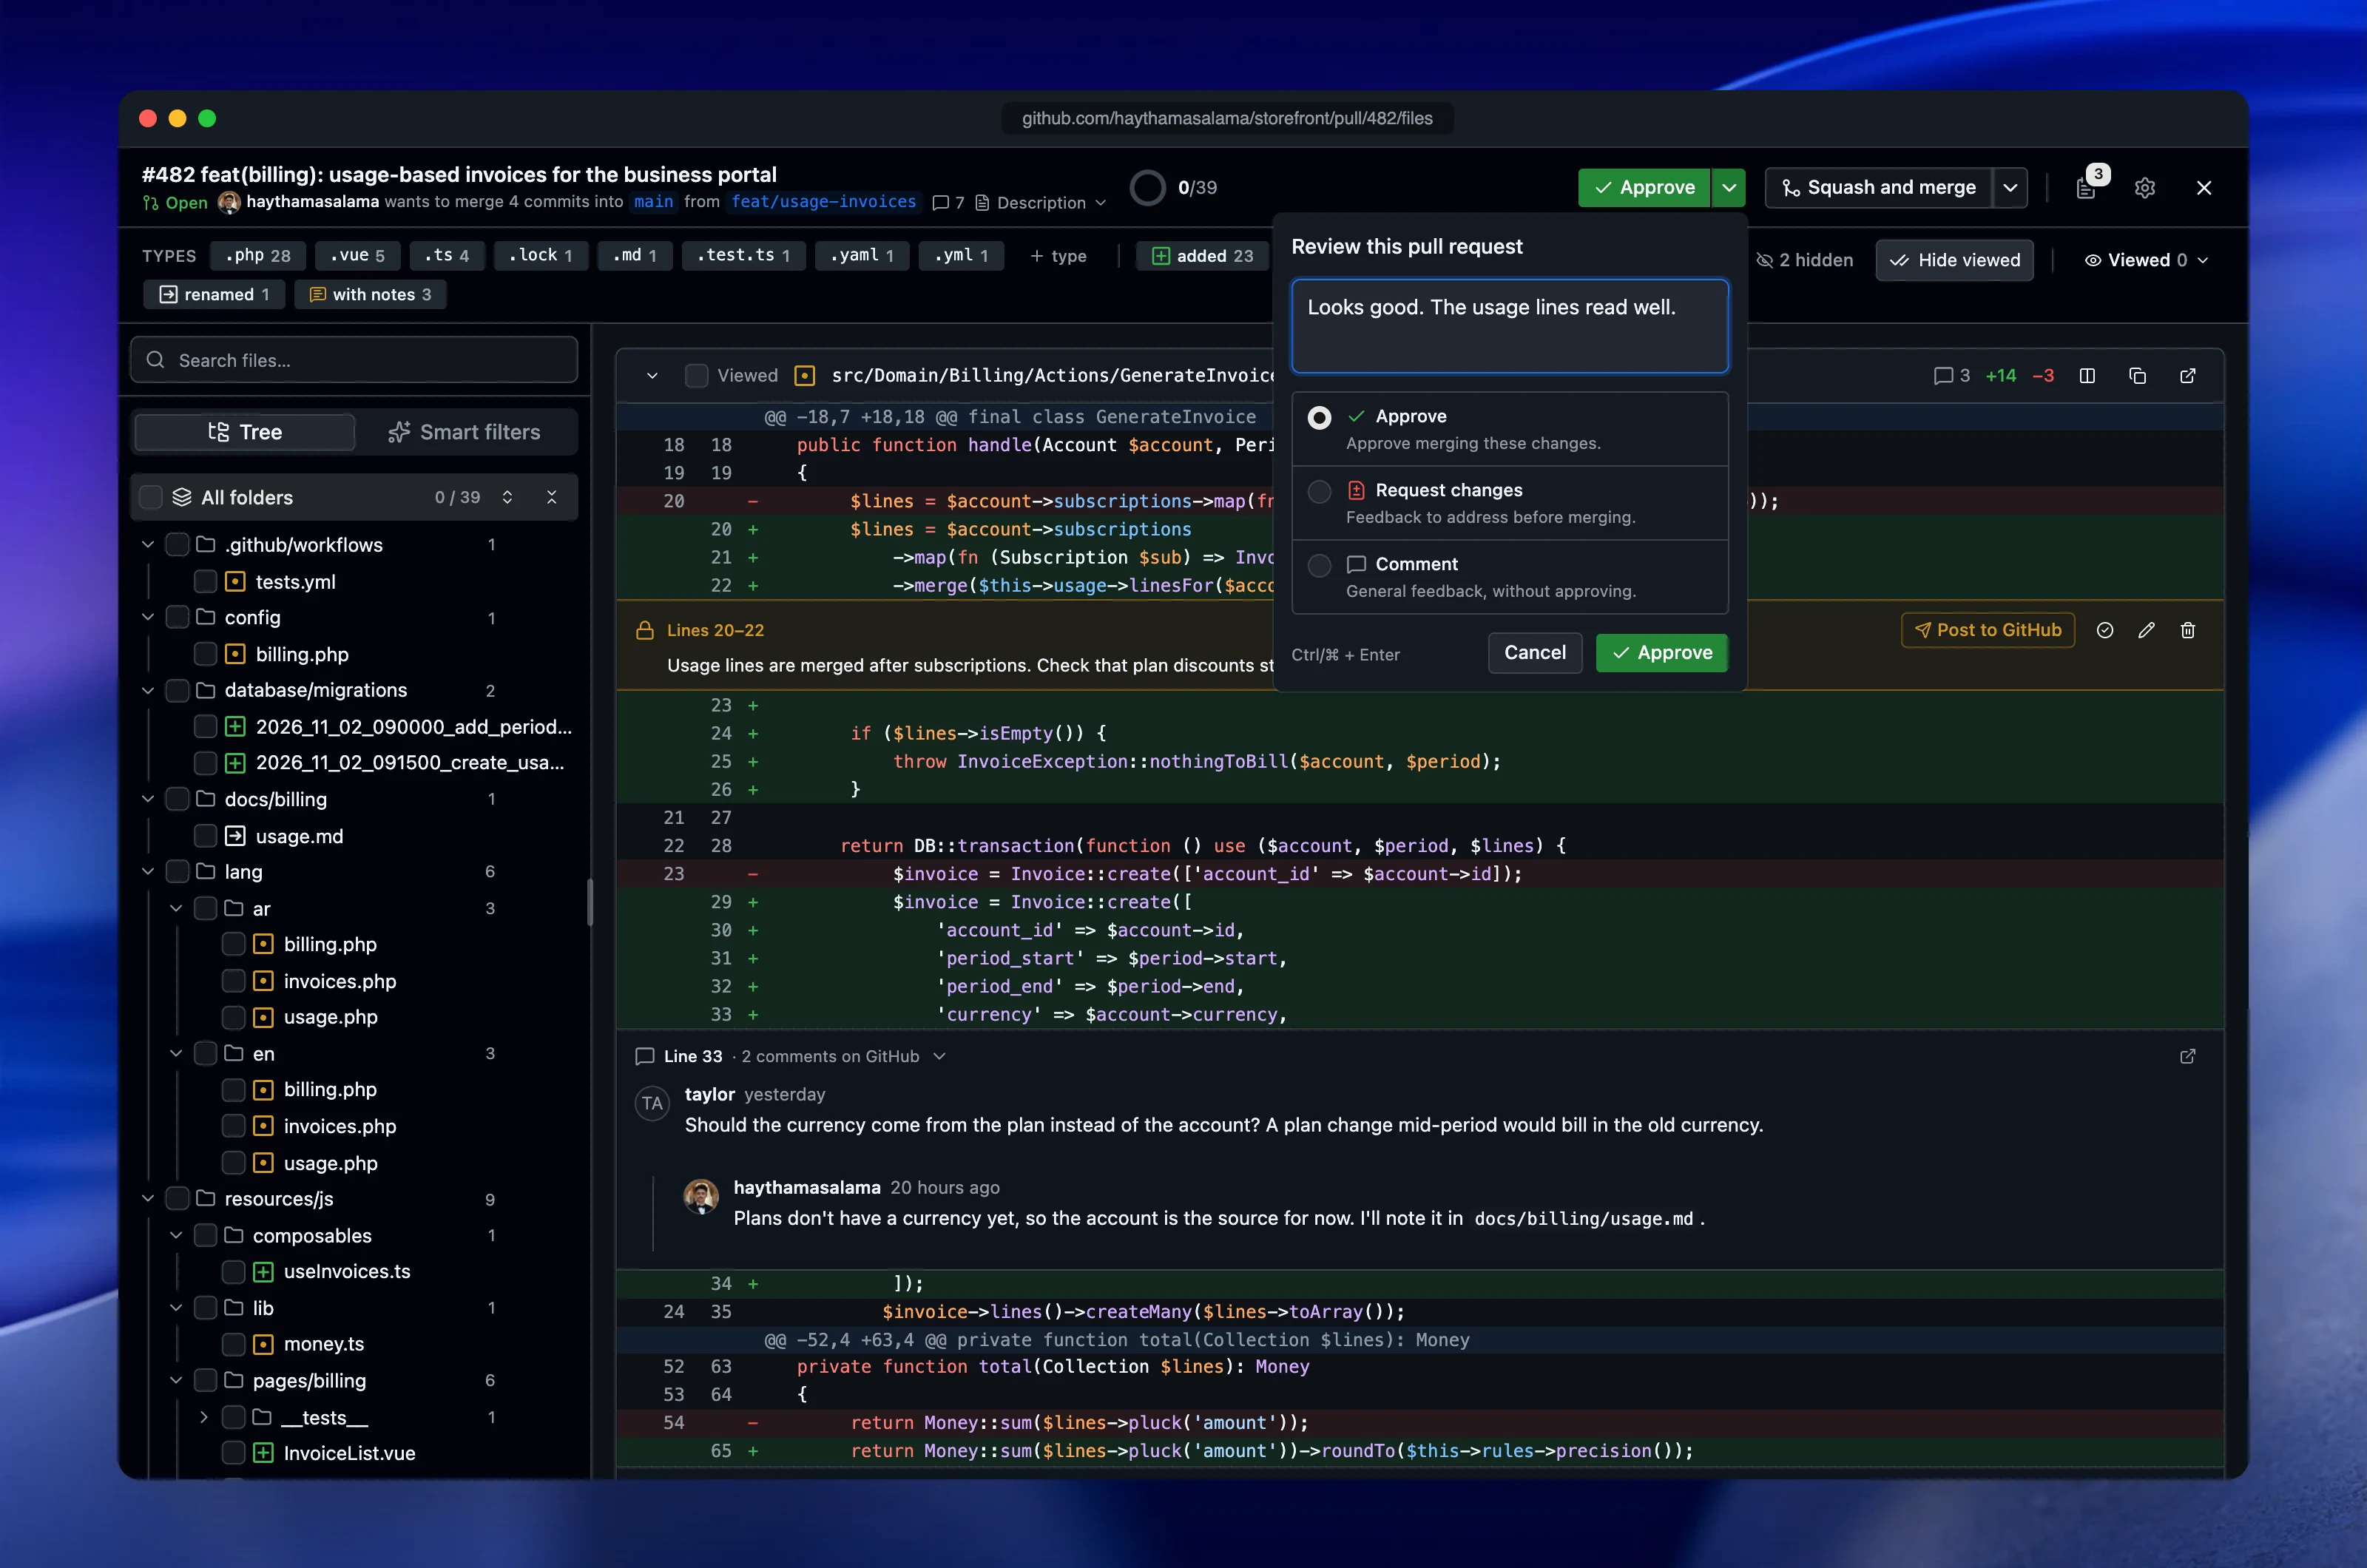 github.com/haythamasalama/storefront/pull/482/files
#482 feat(billing): usage-based invoices for the business portal
Open haythamasalama wants to merge 4 commits into main from feat/usage-invoices 7 Description
0/39
Approve
Squash and merge
3
TYPES .php 28 .vue 5 .ts 4 .lock 1 .md 1 .test.ts 1 .yaml 1 .yml 1 + type added 23
2 hidden Hide viewed Viewed 0
renamed 1 with notes 3
Review this pull request
Looks good. The usage lines read well.
Approve
Approve merging these changes.
Request changes
Feedback to address before merging.
Comment
General feedback, without approving.
Ctrl/⌘ + Enter Cancel Approve
Search files...
Tree Smart filters
All folders 0 / 39
.github/workflows 1
tests.yml
config 1
billing.php
database/migrations 2
2026_11_02_090000_add_period...
2026_11_02_091500_create_usa...
docs/billing 1
usage.md
lang 6
ar 3
billing.php
invoices.php
usage.php
en 3
billing.php
invoices.php
usage.php
resources/js 9
composables 1
useInvoices.ts
lib 1
money.ts
pages/billing 6
__tests__ 1
InvoiceList.vue
Viewed src/Domain/Billing/Actions/GenerateInvoice 3 +14 −3
@@ −18,7 +18,18 @@ final class GenerateInvoice
18 18 public function handle(Account $account, Peri
19 19 {
20 − $lines = $account->subscriptions->map(fn ));
20 + $lines = $account->subscriptions
21 + ->map(fn (Subscription $sub) => Invo
22 + ->merge($this->usage->linesFor($acco
Lines 20–22 Post to GitHub
Usage lines are merged after subscriptions. Check that plan discounts st
23 +
24 + if ($lines->isEmpty()) {
25 + throw InvoiceException::nothingToBill($account, $period);
26 + }
21 27
22 28 return DB::transaction(function () use ($account, $period, $lines) {
23 − $invoice = Invoice::create(['account_id' => $account->id]);
29 + $invoice = Invoice::create([
30 + 'account_id' => $account->id,
31 + 'period_start' => $period->start,
32 + 'period_end' => $period->end,
33 + 'currency' => $account->currency,
Line 33 · 2 comments on GitHub
TA taylor yesterday
Should the currency come from the plan instead of the account? A plan change mid-period would bill in the old currency.
haythamasalama 20 hours ago
Plans don't have a currency yet, so the account is the source for now. I'll note it in docs/billing/usage.md .
34 + ]);
24 35 $invoice->lines()->createMany($lines->toArray());
@@ −52,4 +63,4 @@ private function total(Collection $lines): Money
52 63 private function total(Collection $lines): Money
53 64 {
54 − return Money::sum($lines->pluck('amount'));
65 + return Money::sum($lines->pluck('amount'))->roundTo($this->rules->precision());